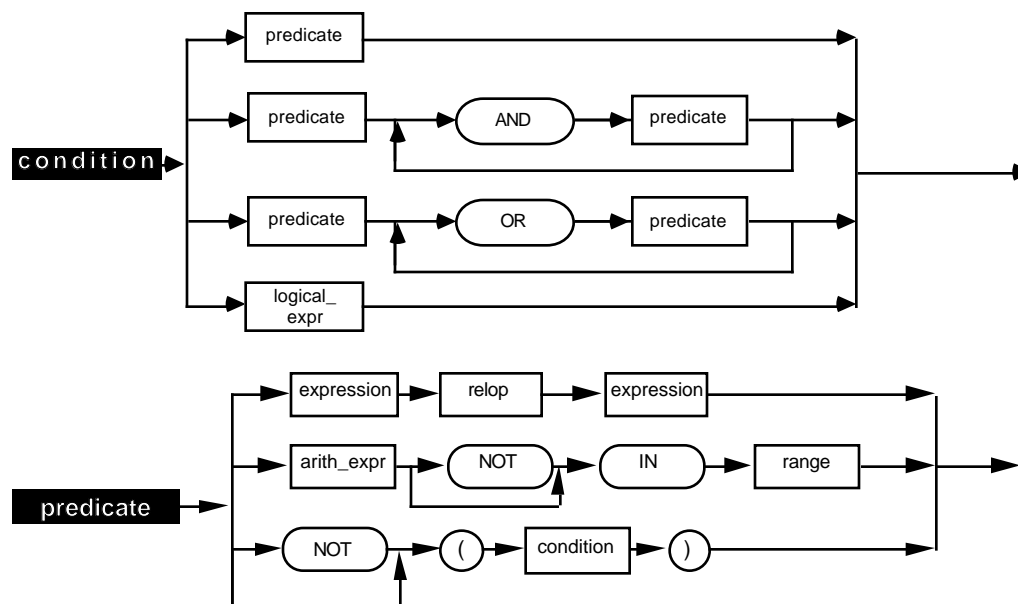 predicate
predicate AND predicate
condition
predicate OR predicate
logical_
expr
expression relop expression
arith_expr NOT IN range
predicate
NOT ( condition )